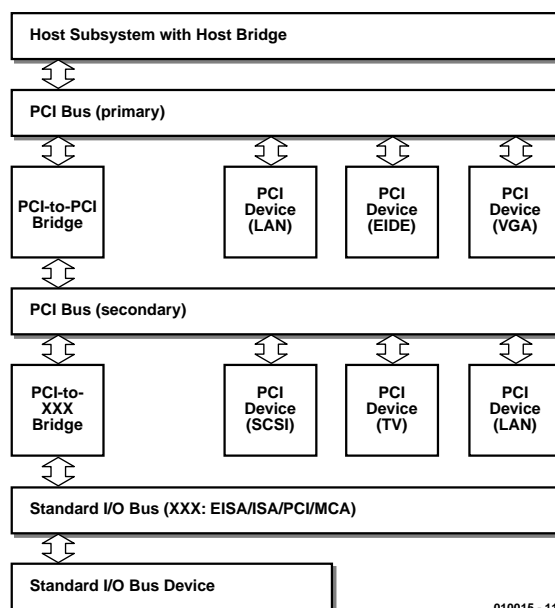 Host Subsystem with Host Bridge
PCI Bus (primary)
PCI-to-PCI
Bridge
PCI
Device
(LAN)
PCI
Device
(EIDE)
PCI
Device
(VGA)
PCI Bus (secondary)
PCI-to-
XXX
Bridge
PCI
Device
(SCSI)
PCI
Device
(TV)
PCI
Device
(LAN)
Standard I/O Bus (XXX: EISA/ISA/PCI/MCA)
Standard I/O Bus Device
010015 - 11